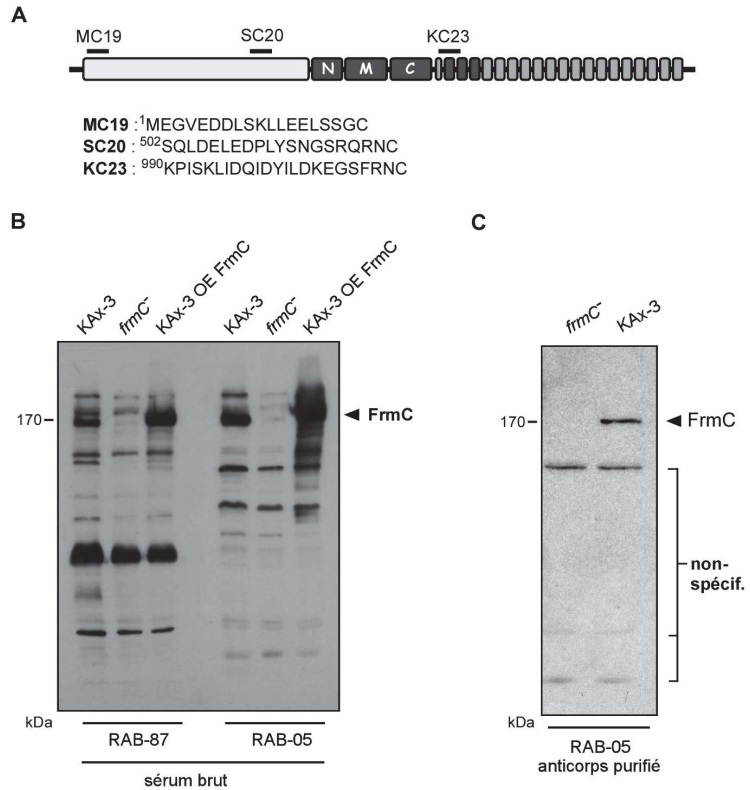 A
MC19 SC20 KC23
N M C
MC19 :¹MEGVEDDLSKLLEELSSGC
SC20 : ⁵⁰²SQLDELEDPLYSNGSRQRNC
KC23 : ⁹⁹⁰KPISKLIDQIDYILDKEGSFRNC
B
KAx-3 frmC⁻ KAx-3 OE FrmC KAx-3 frmC⁻ KAx-3 OE FrmC
170 ◄ FrmC
kDa
RAB-87 RAB-05
sérum brut
C
frmC⁻ KAx-3
170 ◄ FrmC
non-
spécif.
kDa
RAB-05
anticorps purifié